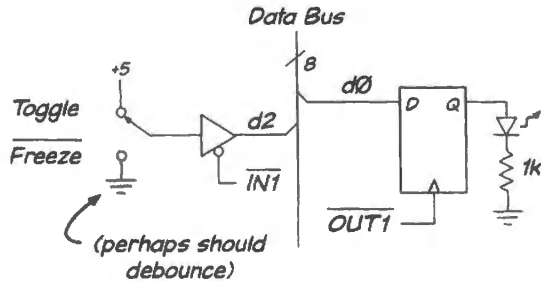 Data Bus
8
+5
Toggle
Freeze
d2
IN1
dØ
D Q
OUT1
1k
(perhaps should
debounce)